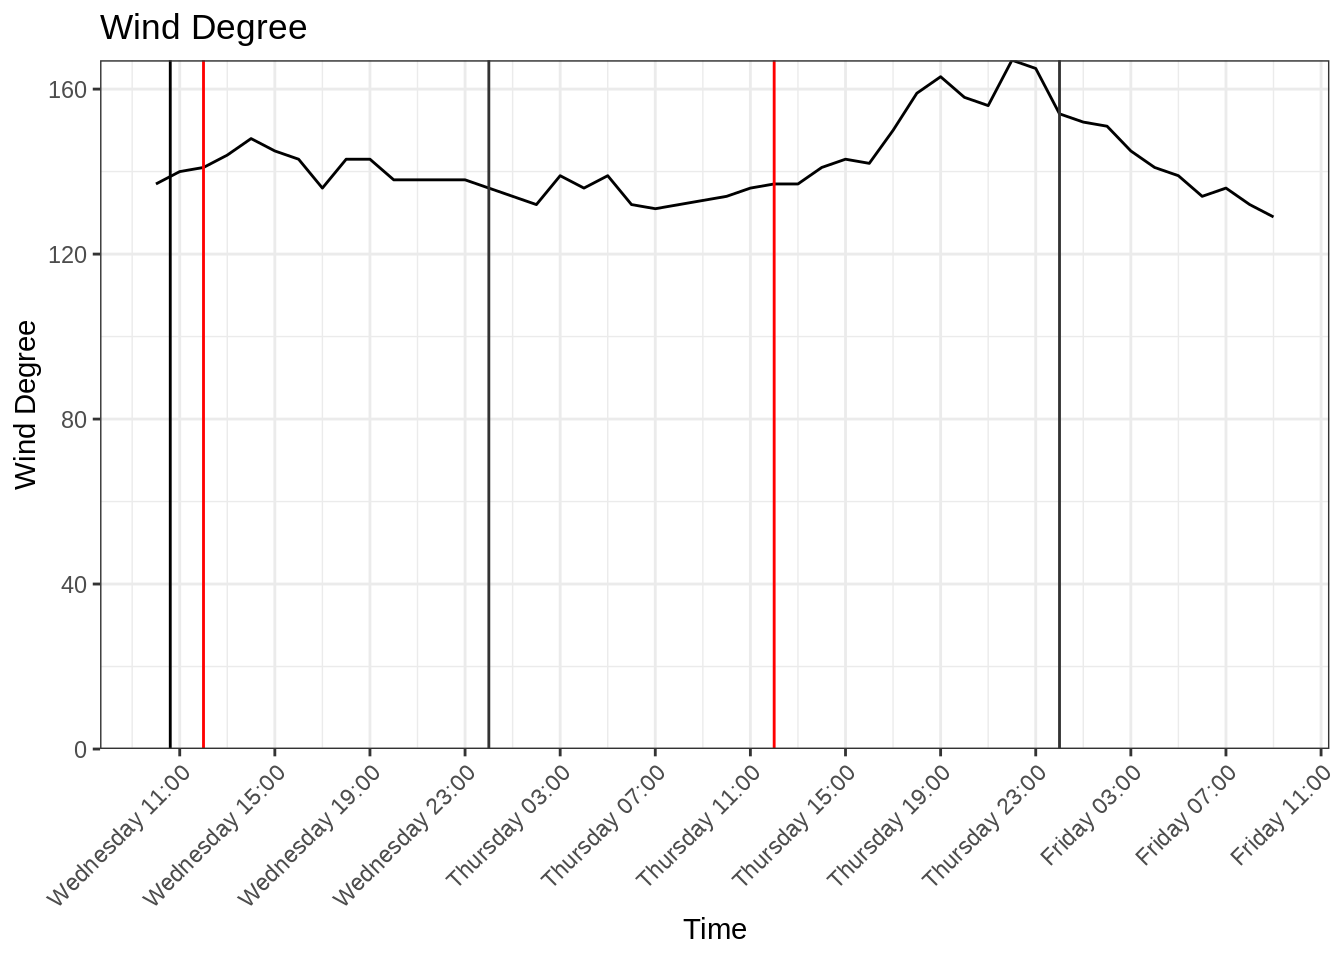 Wind Degree
Wind Degree
160
120
80
40
0
Wednesday 11:00
Wednesday 15:00
Wednesday 19:00
Wednesday 23:00
Thursday 03:00
Thursday 07:00
Thursday 11:00
Thursday 15:00
Thursday 19:00
Thursday 23:00
Friday 03:00
Friday 07:00
Friday 11:00
Time